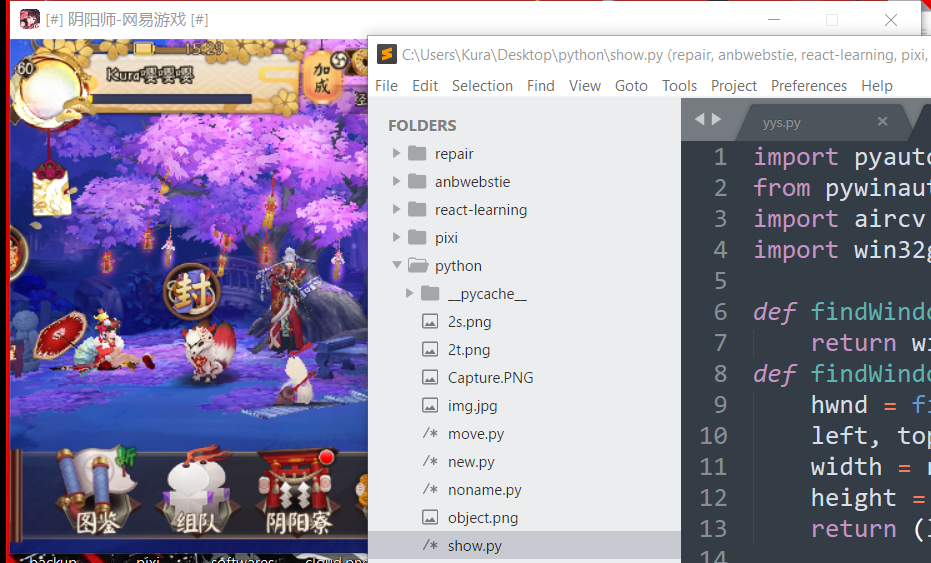 [#] 阴阳师-网易游戏 [#]
15:29
60
Kura嘤嘤嘤
加成
封
新
图鉴
组队
阴阳寮
backup
pixi
softwares
cloud.png
C:\Users\Kura\Desktop\python\show.py (repair, anbwebstie, react-learning, pixi,
File Edit Selection Find View Goto Tools Project Preferences Help
FOLDERS
repair
anbwebstie
react-learning
pixi
python
__pycache__
2s.png
2t.png
Capture.PNG
img.jpg
/* move.py
/* new.py
/* noname.py
object.png
/* show.py
yys.py
1 import pyauto
2 from pywinaut
3 import aircv
4 import win32g
5
6 def findWindo
7 return wi
8 def findWindo
9 hwnd = fi
10 left, top
11 width = r
12 height =
13 return (l
14